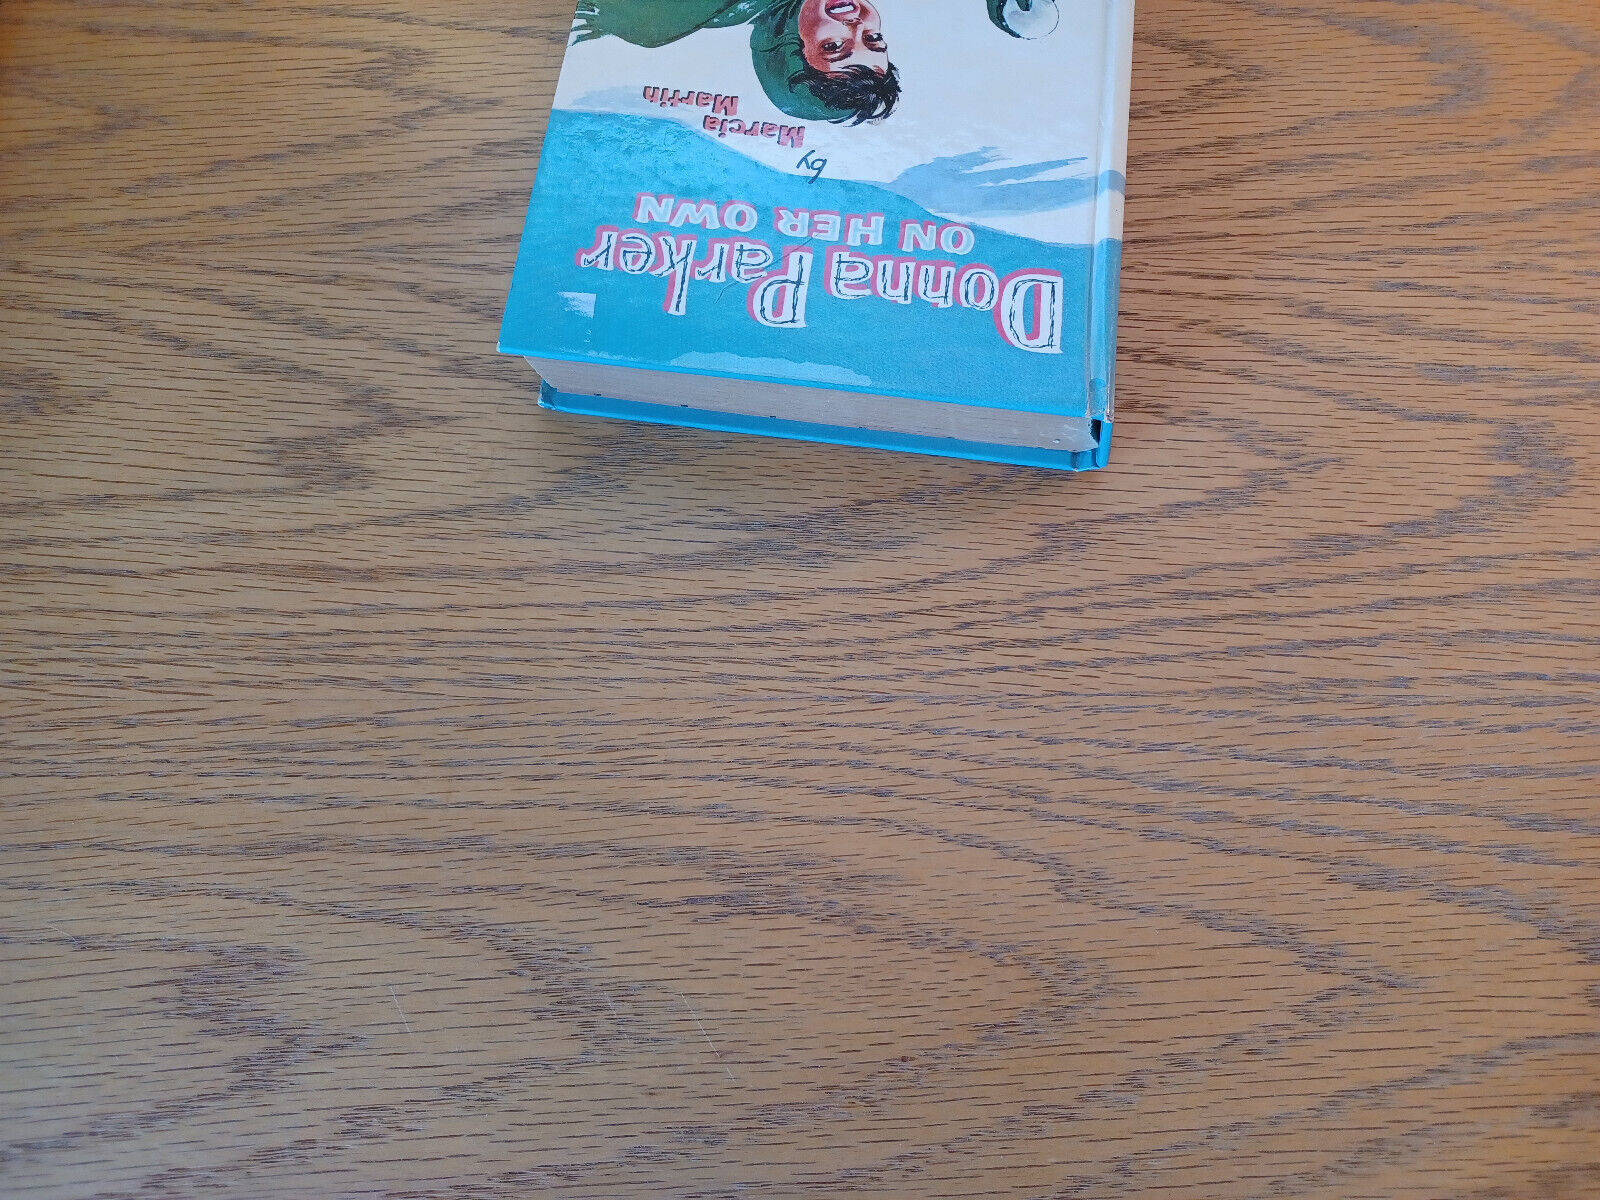 Donna Parker
ON HER OWN
by
Marcia
Martin